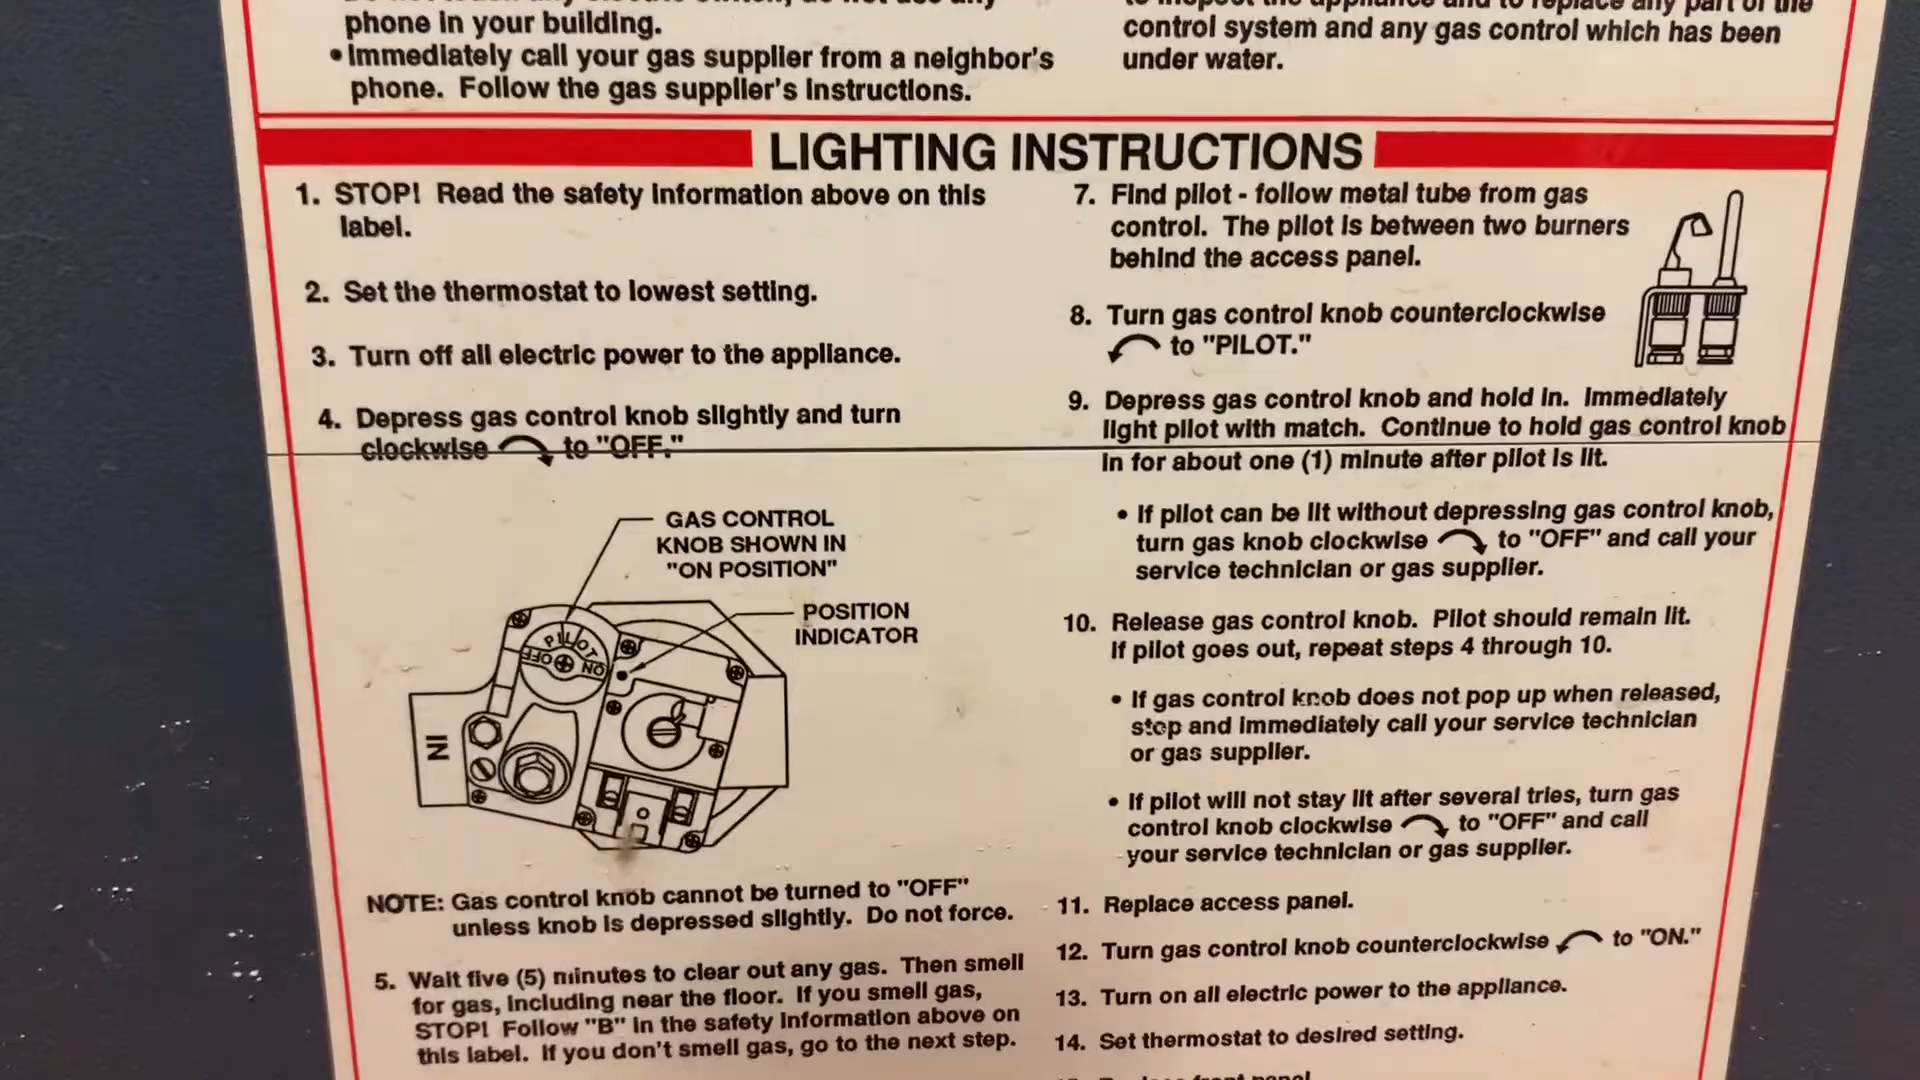 phone in your building.
• Immediately call your gas supplier from a neighbor's
phone. Follow the gas supplier's instructions.
to inspect the appliance and to replace any part of the
control system and any gas control which has been
under water.
LIGHTING INSTRUCTIONS
1. STOP! Read the safety information above on this
label.
2. Set the thermostat to lowest setting.
3. Turn off all electric power to the appliance.
4. Depress gas control knob slightly and turn
clockwise to "OFF."
GAS CONTROL
KNOB SHOWN IN
"ON POSITION"
POSITION
INDICATOR
PILOT
OFF
ON
IN
NOTE: Gas control knob cannot be turned to "OFF"
unless knob is depressed slightly. Do not force.
5. Wait five (5) minutes to clear out any gas. Then smell
for gas, including near the floor. If you smell gas,
STOP! Follow "B" in the safety information above on
this label. If you don't smell gas, go to the next step.
7. Find pilot - follow metal tube from gas
control. The pilot is between two burners
behind the access panel.
8. Turn gas control knob counterclockwise
to "PILOT."
9. Depress gas control knob and hold in. Immediately
light pilot with match. Continue to hold gas control knob
in for about one (1) minute after pilot is lit.
• If pilot can be lit without depressing gas control knob,
turn gas knob clockwise to "OFF" and call your
service technician or gas supplier.
10. Release gas control knob. Pilot should remain lit.
If pilot goes out, repeat steps 4 through 10.
• If gas control knob does not pop up when released,
stop and immediately call your service technician
or gas supplier.
• If pilot will not stay lit after several tries, turn gas
control knob clockwise to "OFF" and call
your service technician or gas supplier.
11. Replace access panel.
12. Turn gas control knob counterclockwise to "ON."
13. Turn on all electric power to the appliance.
14. Set thermostat to desired setting.